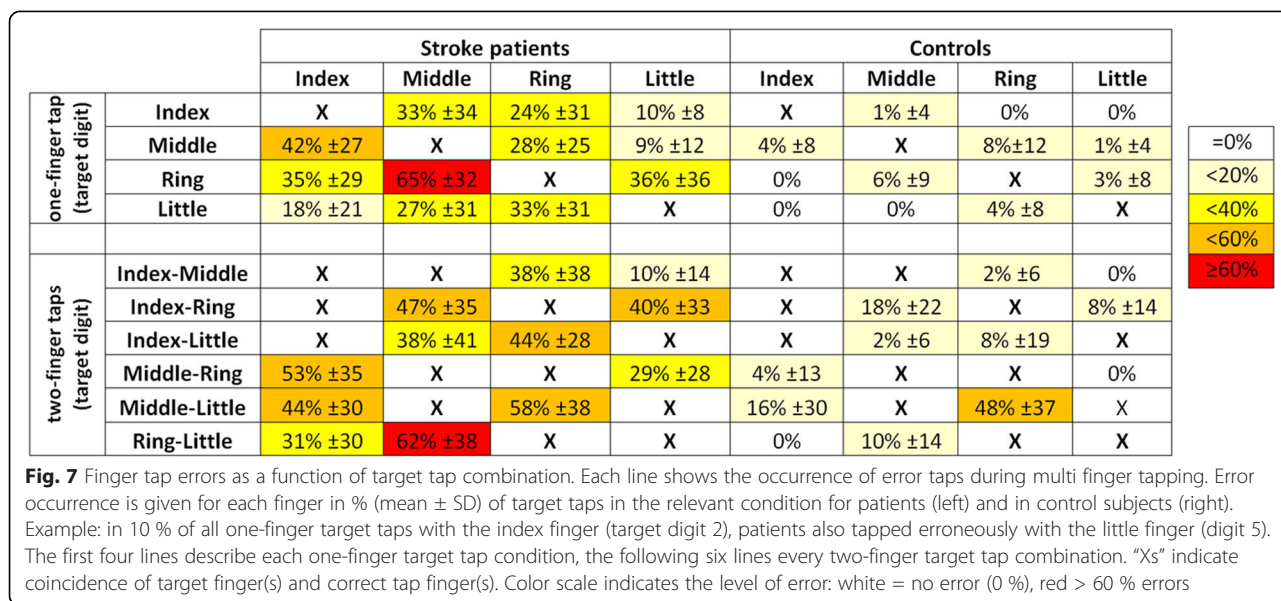 Stroke patients Controls
Index Middle Ring Little Index Middle Ring Little
one-finger tap
(target digit)
Index X 33% ±34 24% ±31 10% ±8 X 1% ±4 0% 0%
Middle 42% ±27 X 28% ±25 9% ±12 4% ±8 X 8%±12 1% ±4
Ring 35% ±29 65% ±32 X 36% ±36 0% 6% ±9 X 3% ±8
Little 18% ±21 27% ±31 33% ±31 X 0% 0% 4% ±8 X
two-finger taps
(target digit)
Index-Middle X X 38% ±38 10% ±14 X X 2% ±6 0%
Index-Ring X 47% ±35 X 40% ±33 X 18% ±22 X 8% ±14
Index-Little X 38% ±41 44% ±28 X X 2% ±6 8% ±19 X
Middle-Ring 53% ±35 X X 29% ±28 4% ±13 X X 0%
Middle-Little 44% ±30 X 58% ±38 X 16% ±30 X 48% ±37 X
Ring-Little 31% ±30 62% ±38 X X 0% 10% ±14 X X
=0%
<20%
<40%
<60%
≥60%
Fig. 7 Finger tap errors as a function of target tap combination. Each line shows the occurrence of error taps during multi finger tapping. Error
occurrence is given for each finger in % (mean ± SD) of target taps in the relevant condition for patients (left) and in control subjects (right).
Example: in 10 % of all one-finger target taps with the index finger (target digit 2), patients also tapped erroneously with the little finger (digit 5).
The first four lines describe each one-finger target tap condition, the following six lines every two-finger target tap combination. “Xs” indicate
coincidence of target finger(s) and correct tap finger(s). Color scale indicates the level of error: white = no error (0 %), red > 60 % errors